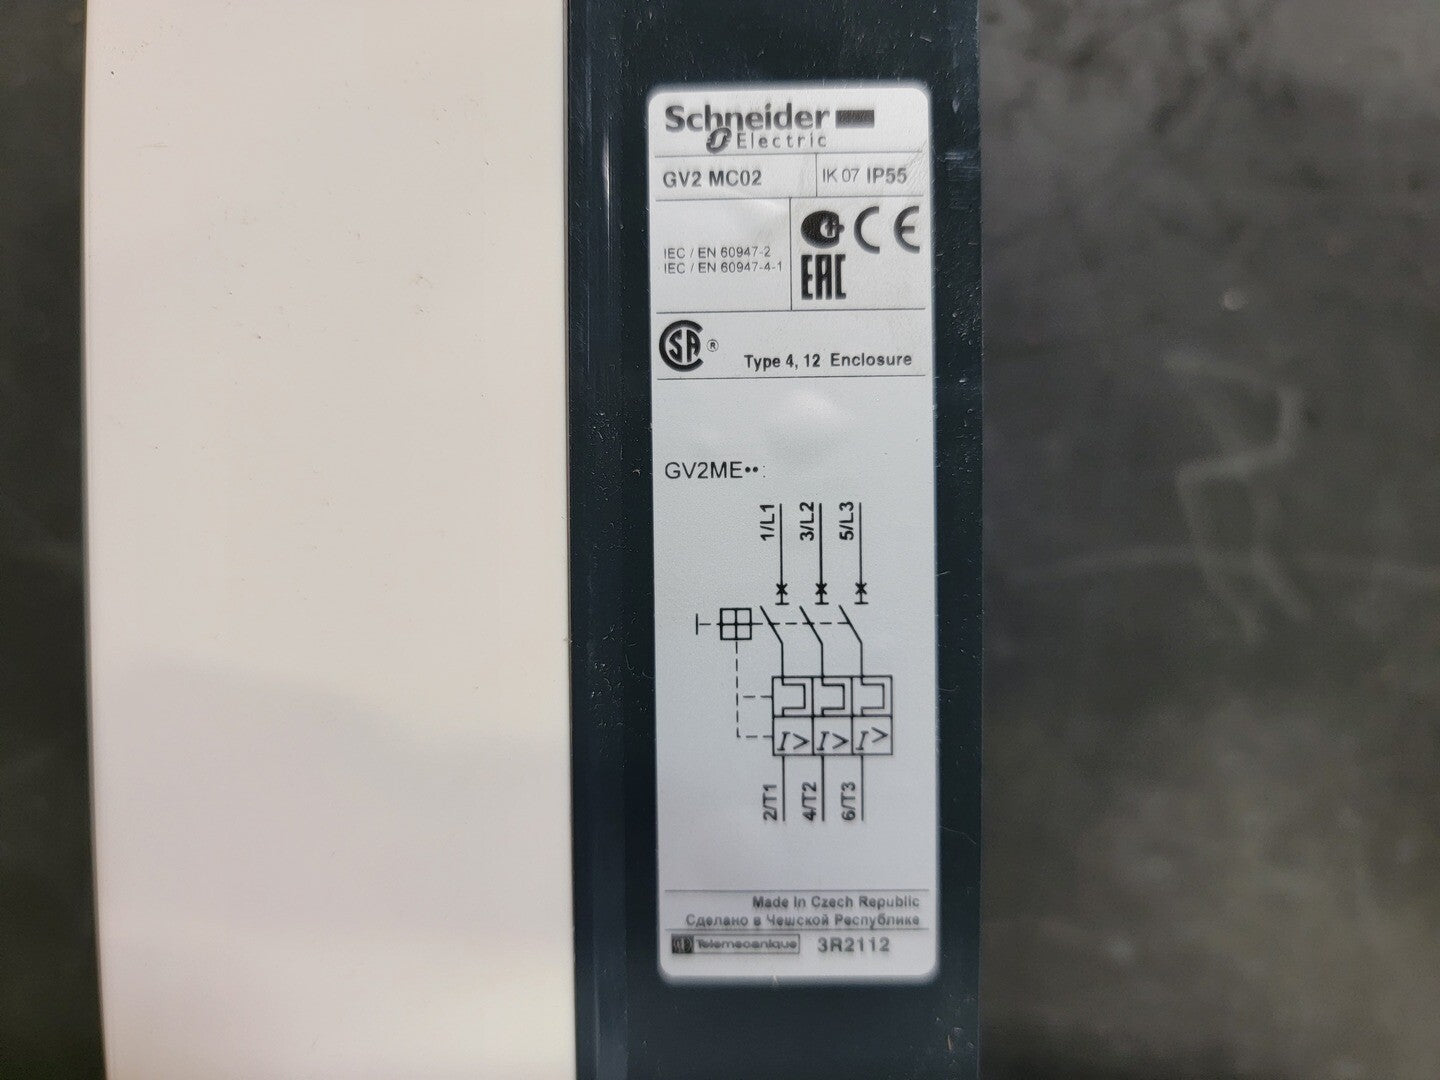 Schneider
Electric
GV2 MC02
IK 07 IP55
IEC / EN 60947-2
IEC / EN 60947-4-1
CE
EAC
CSA ®
Type 4, 12 Enclosure
GV2ME••:
1/L1 3/L2 5/L3
I> I> I>
2/T1 4/T2 6/T3
Made In Czech Republic
Сделано в Чешской Республике
Telemecanique 3R2112